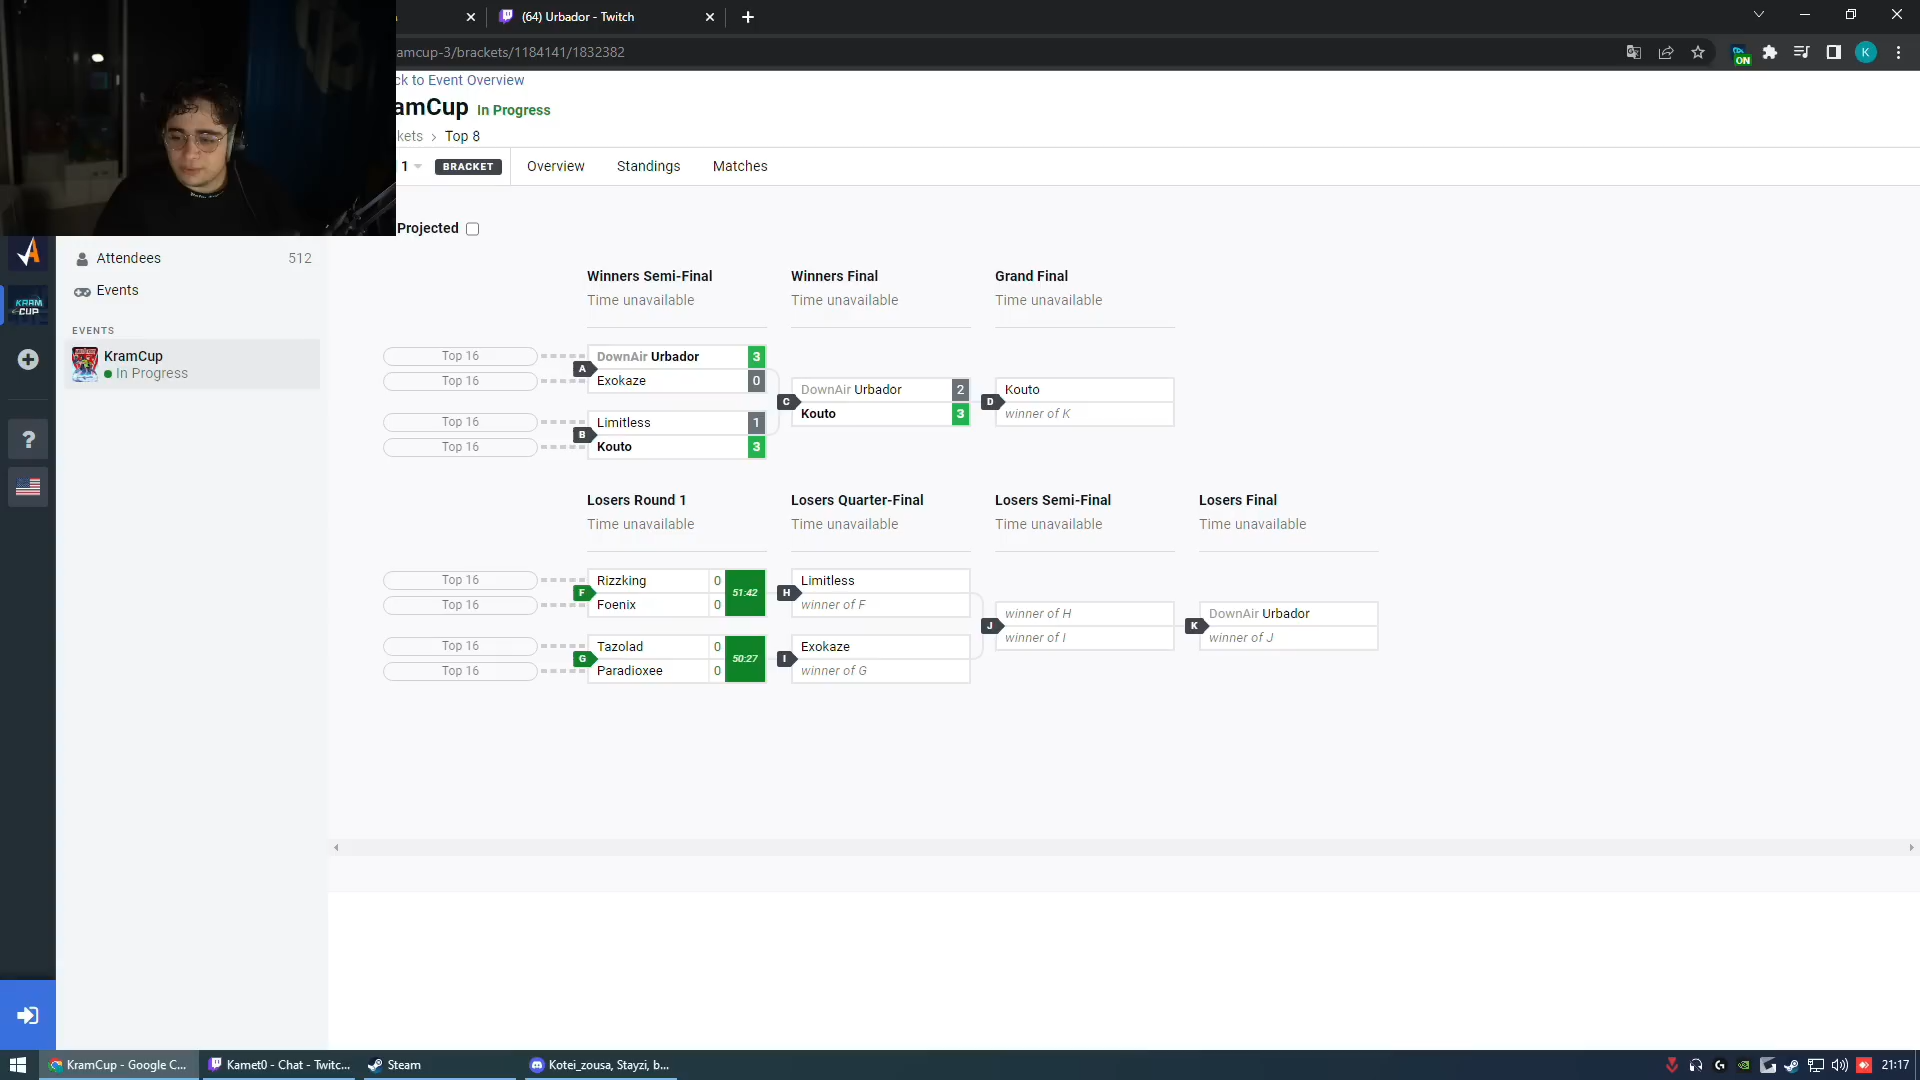 (64) Urbador - Twitch
amcup-3/brackets/1184141/1832382
ON
K
ck to Event Overview
amCup In Progress
kets > Top 8
1 BRACKET Overview Standings Matches
Projected
Attendees 512
KRAM CUP
Events
EVENTS
KramCup
In Progress
?
Winners Semi-Final
Time unavailable
Winners Final
Time unavailable
Grand Final
Time unavailable
Top 16
Top 16
A
DownAir Urbador 3
Exokaze 0
Top 16
Top 16
B
Limitless 1
Kouto 3
C
DownAir Urbador 2
Kouto 3
D
Kouto
winner of K
Losers Round 1
Time unavailable
Losers Quarter-Final
Time unavailable
Losers Semi-Final
Time unavailable
Losers Final
Time unavailable
Top 16
Top 16
F
Rizzking 0
Foenix 0
51:42
Top 16
Top 16
G
Tazolad 0
Paradioxee 0
50:27
H
Limitless
winner of F
I
Exokaze
winner of G
J
winner of H
winner of I
K
DownAir Urbador
winner of J
KramCup - Google C...
Kamet0 - Chat - Twitc...
Steam
Kotei_zousa, Stayzi, b...
21:17